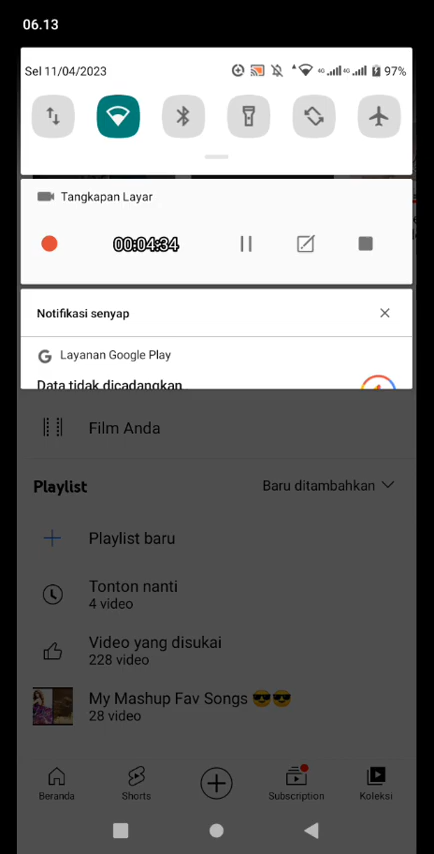 06.13
Sel 11/04/2023
4G 4G 97%
Tangkapan Layar
00:04:34
Notifikasi senyap
G Layanan Google Play
Data tidak dicadangkan
Film Anda
Playlist
Baru ditambahkan
Playlist baru
Tonton nanti
4 video
Video yang disukai
228 video
My Mashup Fav Songs 😎😎
28 video
Beranda
Shorts
Subscription
Koleksi